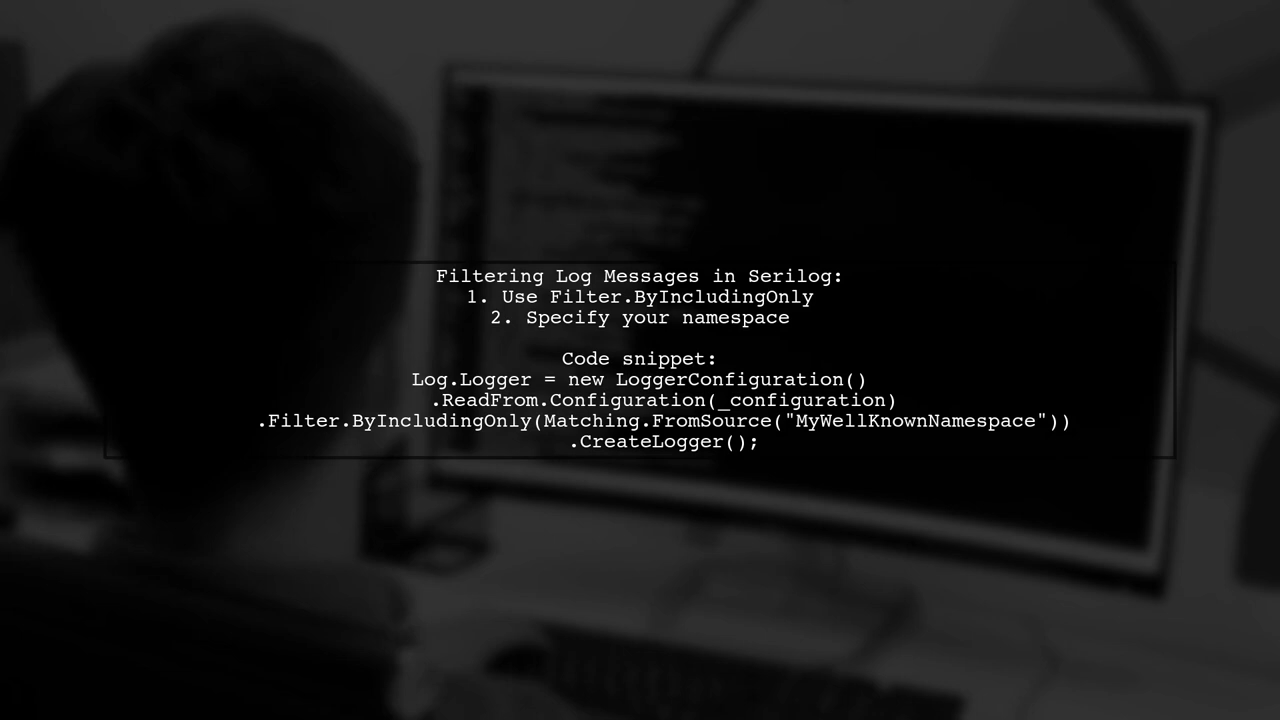 Filtering Log Messages in Serilog:
1. Use Filter.ByIncludingOnly
2. Specify your namespace
Code snippet:
Log.Logger = new LoggerConfiguration()
.ReadFrom.Configuration(_configuration)
.Filter.ByIncludingOnly(Matching.FromSource("MyWellKnownNamespace"))
.CreateLogger();